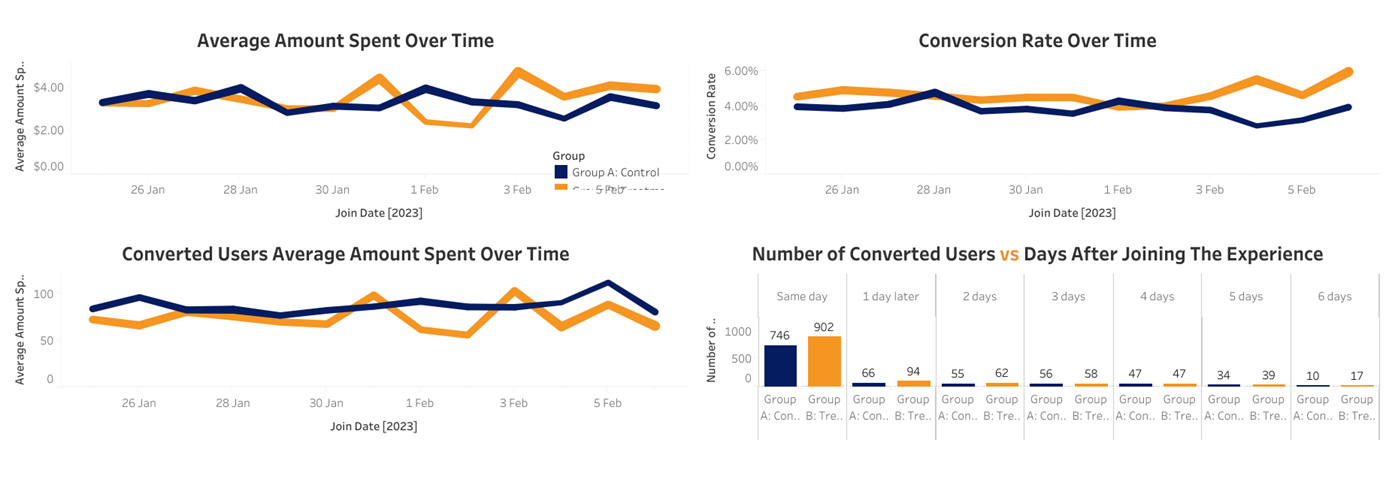 Average Amount Spent Over Time
Average Amount Sp..
$4.00
$2.00
$0.00
Group
Group A: Control
26 Jan 28 Jan 30 Jan 1 Feb 3 Feb 5 Feb
Join Date [2023]
Conversion Rate Over Time
Conversion Rate
6.00%
4.00%
2.00%
0.00%
26 Jan 28 Jan 30 Jan 1 Feb 3 Feb 5 Feb
Join Date [2023]
Converted Users Average Amount Spent Over Time
Average Amount Sp..
100
50
0
26 Jan 28 Jan 30 Jan 1 Feb 3 Feb 5 Feb
Join Date [2023]
Number of Converted Users vs Days After Joining The Experience
Same day 1 day later 2 days 3 days 4 days 5 days 6 days
Number of ..
1000
500
0
746 902 66 94 55 62 56 58 47 47 34 39 10 17
Group Group Group Group Group Group Group Group Group Group Group Group Group Group
A: Con.. B: Tre.. A: Con.. B: Tre.. A: Con.. B: Tre.. A: Con.. B: Tre.. A: Con.. B: Tre.. A: Con.. B: Tre.. A: Con.. B: Tre..